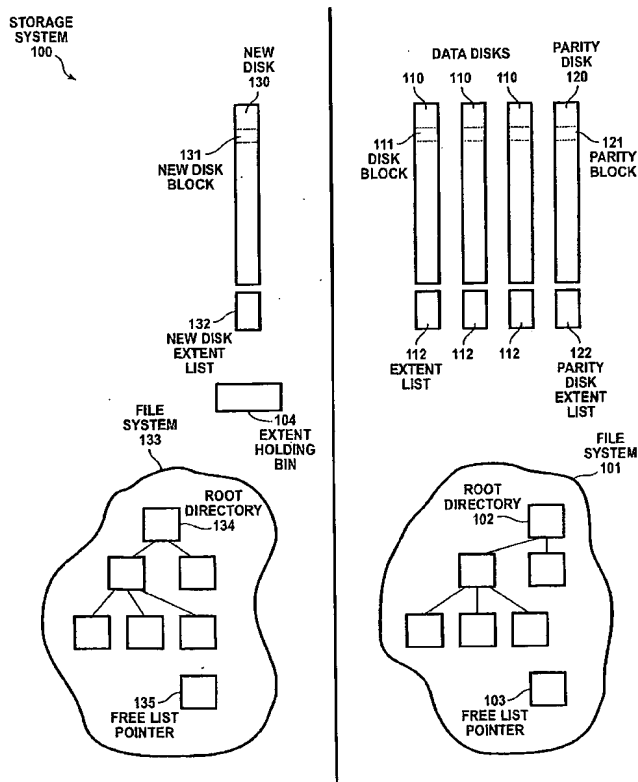 STORAGE
SYSTEM
100
NEW
DISK
130
131
NEW DISK
BLOCK
132
NEW DISK
EXTENT
LIST
104
EXTENT
HOLDING
BIN
FILE
SYSTEM
133
ROOT
DIRECTORY
134
135
FREE LIST
POINTER
DATA DISKS
110
110
110
PARITY
DISK
120
111
DISK
BLOCK
121
PARITY
BLOCK
112
EXTENT
LIST
112
112
122
PARITY
DISK
EXTENT
LIST
FILE
SYSTEM
101
ROOT
DIRECTORY
102
103
FREE LIST
POINTER